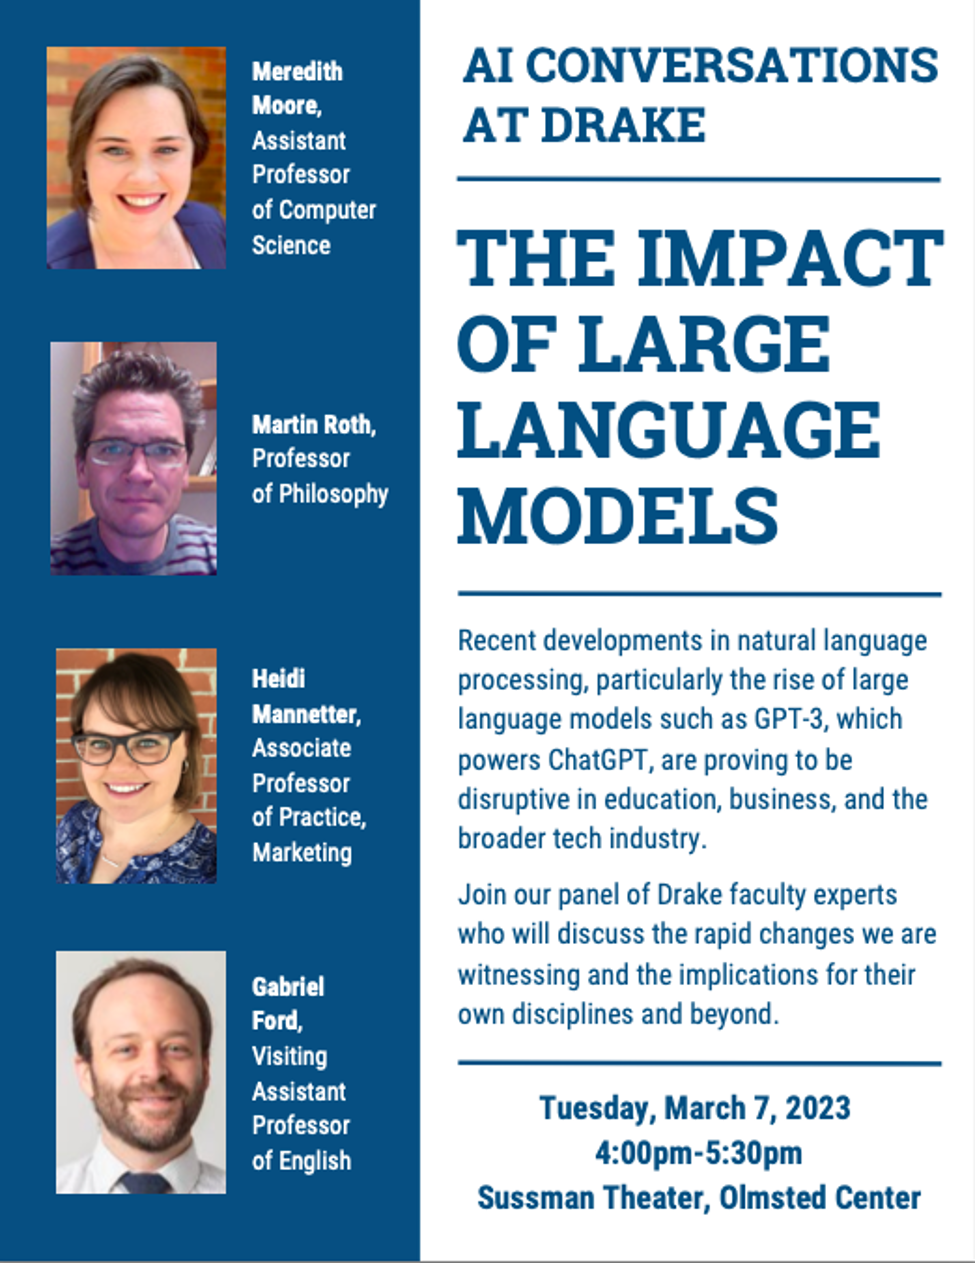 Meredith
Moore,
Assistant
Professor
of Computer
Science
Martin Roth,
Professor
of Philosophy
Heidi
Mannetter,
Associate
Professor
of Practice,
Marketing
Gabriel
Ford,
Visiting
Assistant
Professor
of English
AI CONVERSATIONS
AT DRAKE
THE IMPACT
OF LARGE
LANGUAGE
MODELS
Recent developments in natural language
processing, particularly the rise of large
language models such as GPT-3, which
powers ChatGPT, are proving to be
disruptive in education, business, and the
broader tech industry.
Join our panel of Drake faculty experts
who will discuss the rapid changes we are
witnessing and the implications for their
own disciplines and beyond.
Tuesday, March 7, 2023
4:00pm-5:30pm
Sussman Theater, Olmsted Center